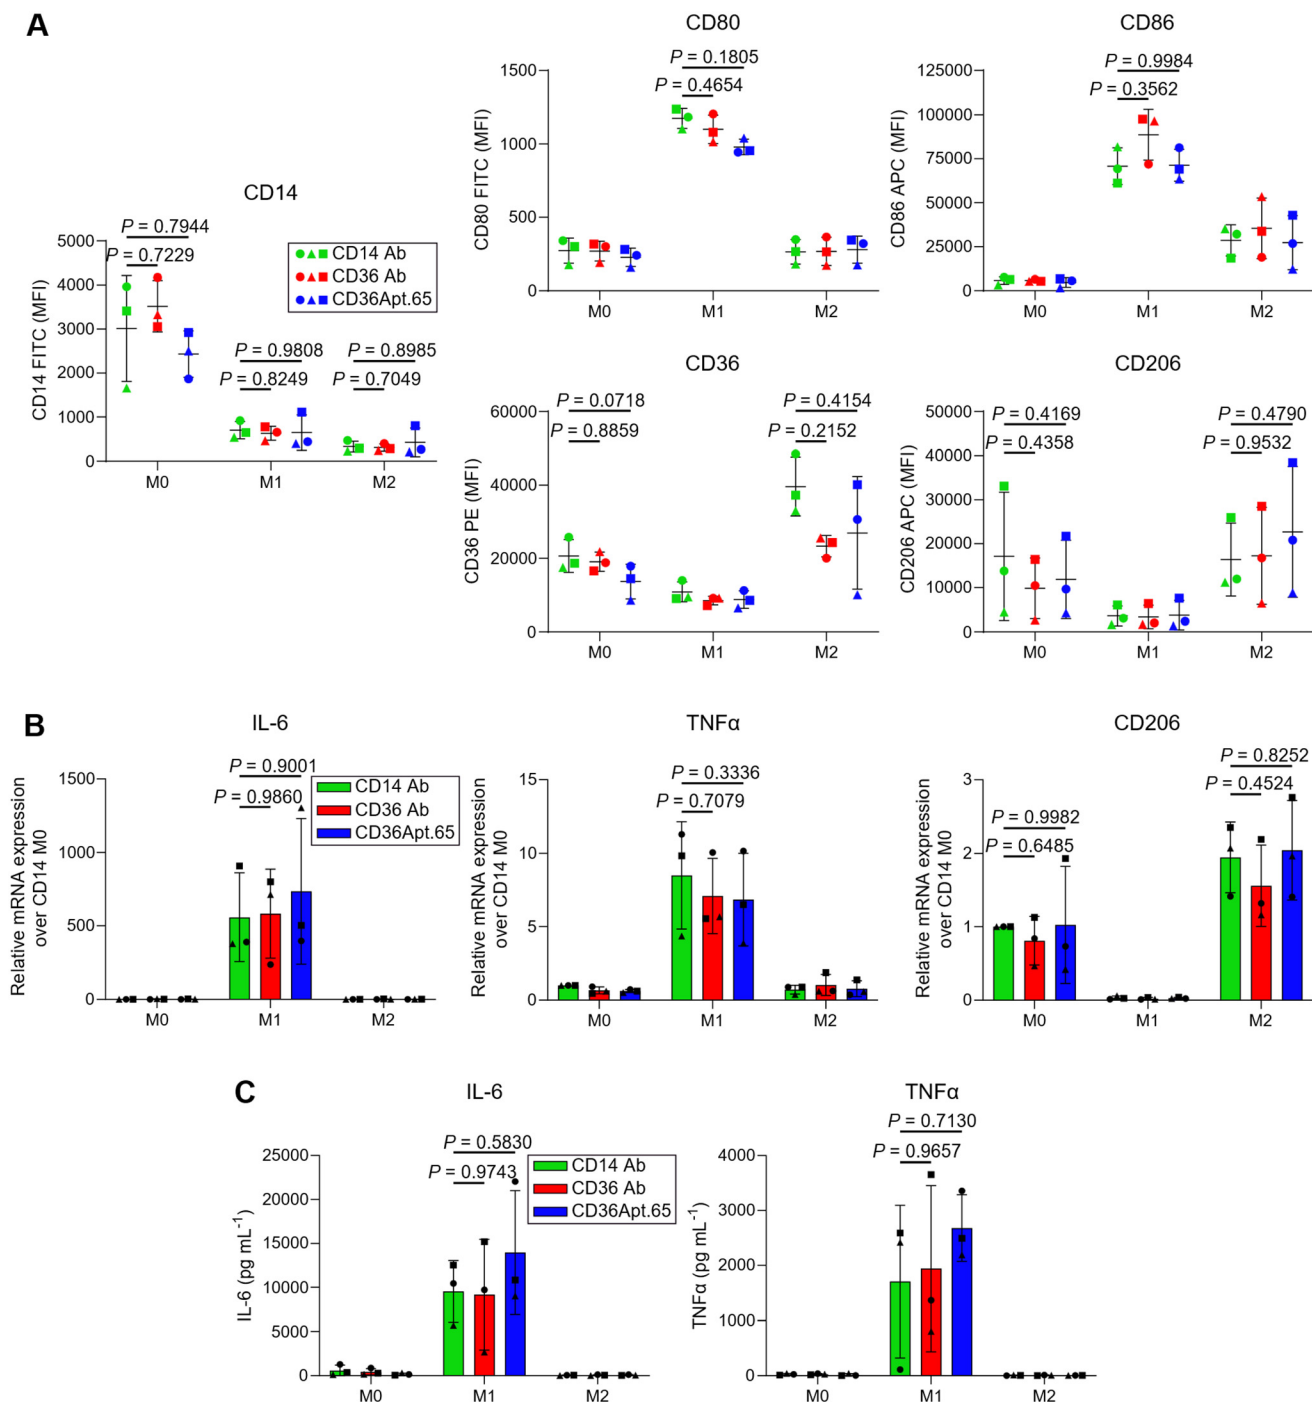 A
CD14
CD14 FITC (MFI)
5000
4000
3000
2000
1000
0
P = 0.7944
P = 0.7229
P = 0.9808
P = 0.8249
P = 0.8985
P = 0.7049
CD14 Ab
CD36 Ab
CD36Apt.65
M0 M1 M2
CD80
CD80 FITC (MFI)
1500
1000
500
0
P = 0.1805
P = 0.4654
M0 M1 M2
CD86
CD86 APC (MFI)
125000
100000
75000
50000
25000
0
P = 0.9984
P = 0.3562
M0 M1 M2
CD36
CD36 PE (MFI)
60000
40000
20000
0
P = 0.0718
P = 0.8859
P = 0.4154
P = 0.2152
M0 M1 M2
CD206
CD206 APC (MFI)
50000
40000
30000
20000
10000
0
P = 0.4169
P = 0.4358
P = 0.4790
P = 0.9532
M0 M1 M2
B
IL-6
Relative mRNA expression
over CD14 M0
1500
1000
500
0
P = 0.9001
P = 0.9860
CD14 Ab
CD36 Ab
CD36Apt.65
M0 M1 M2
TNFα
Relative mRNA expression
over CD14 M0
15
10
5
0
P = 0.3336
P = 0.7079
M0 M1 M2
CD206
Relative mRNA expression
over CD14 M0
3
2
1
0
P = 0.9982
P = 0.6485
P = 0.8252
P = 0.4524
M0 M1 M2
C
IL-6
IL-6 (pg mL⁻¹)
25000
20000
15000
10000
5000
0
P = 0.5830
P = 0.9743
CD14 Ab
CD36 Ab
CD36Apt.65
M0 M1 M2
TNFα
TNFα (pg mL⁻¹)
4000
3000
2000
1000
0
P = 0.7130
P = 0.9657
M0 M1 M2